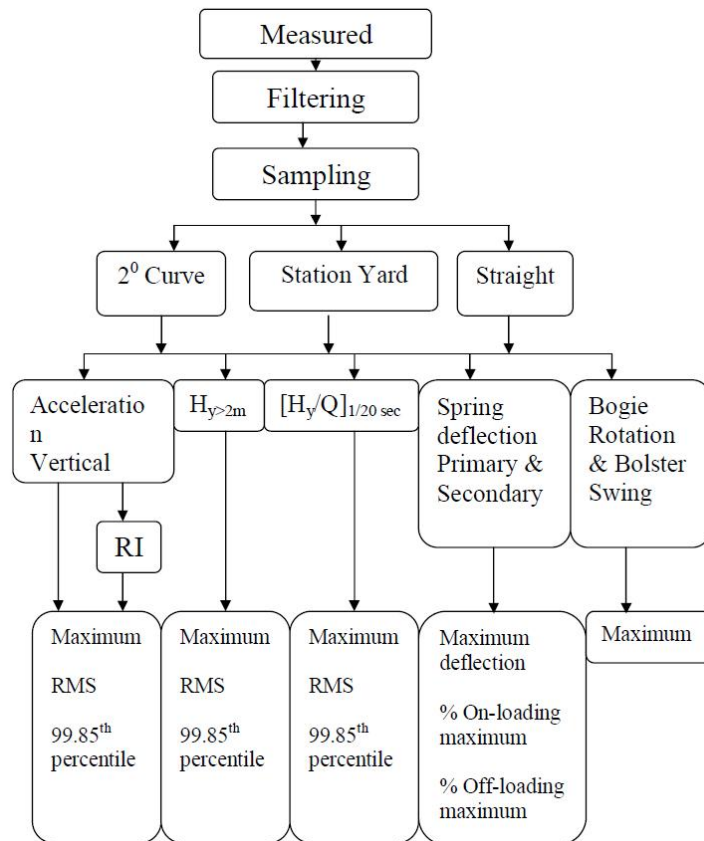 Measured
Filtering
Sampling
2⁰ Curve
Station Yard
Straight
Acceleratio
n
Vertical
H_{y>2m}
[H_y/Q]_{1/20 sec}
Spring
deflection
Primary &
Secondary
Bogie
Rotation
& Bolster
Swing
RI
Maximum
RMS
99.85th
percentile
Maximum
RMS
99.85th
percentile
Maximum
RMS
99.85th
percentile
Maximum
deflection
% On-loading
maximum
% Off-loading
maximum
Maximum